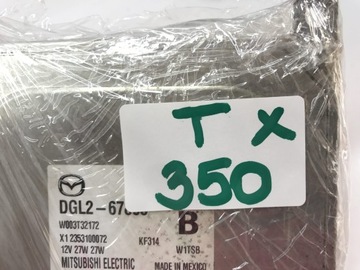 T X
350
DGL2-67
W003T32172
B
X1 2353100072
KF314
W1TSB
12V 27W 27W
MITSUBISHI ELECTRIC
MADE IN MEXICO